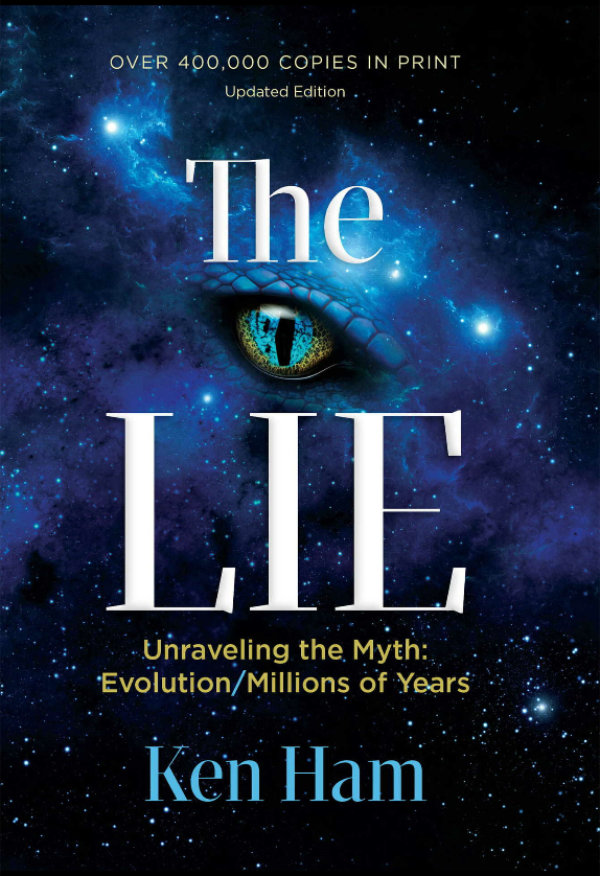 OVER 400,000 COPIES IN PRINT
Updated Edition
The
LIE
Unraveling the Myth:
Evolution/Millions of Years
Ken Ham